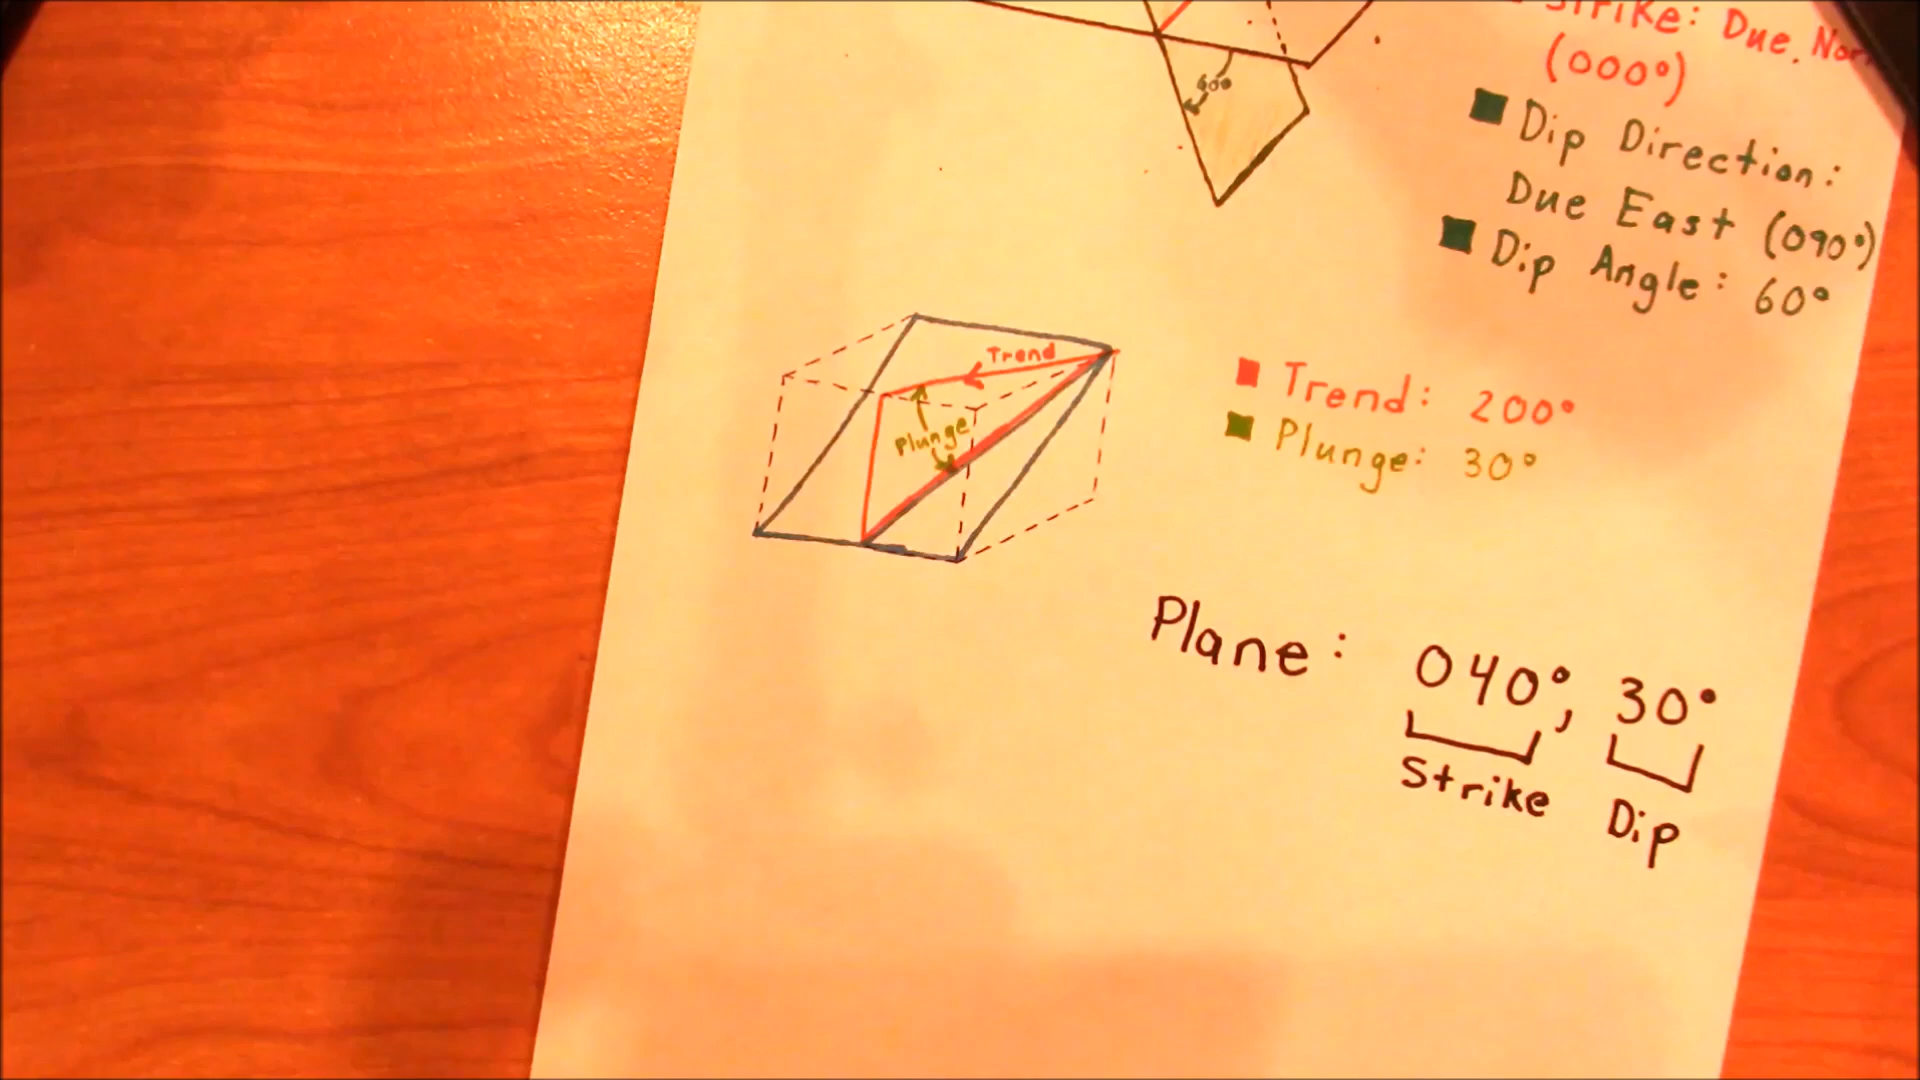 Strike: Due Nor
(000°)
Dip Direction:
Due East (090°)
Dip Angle: 60°
60°
Trend
Plunge
Trend: 200°
Plunge: 30°
Plane: 040°, 30°
Strike Dip